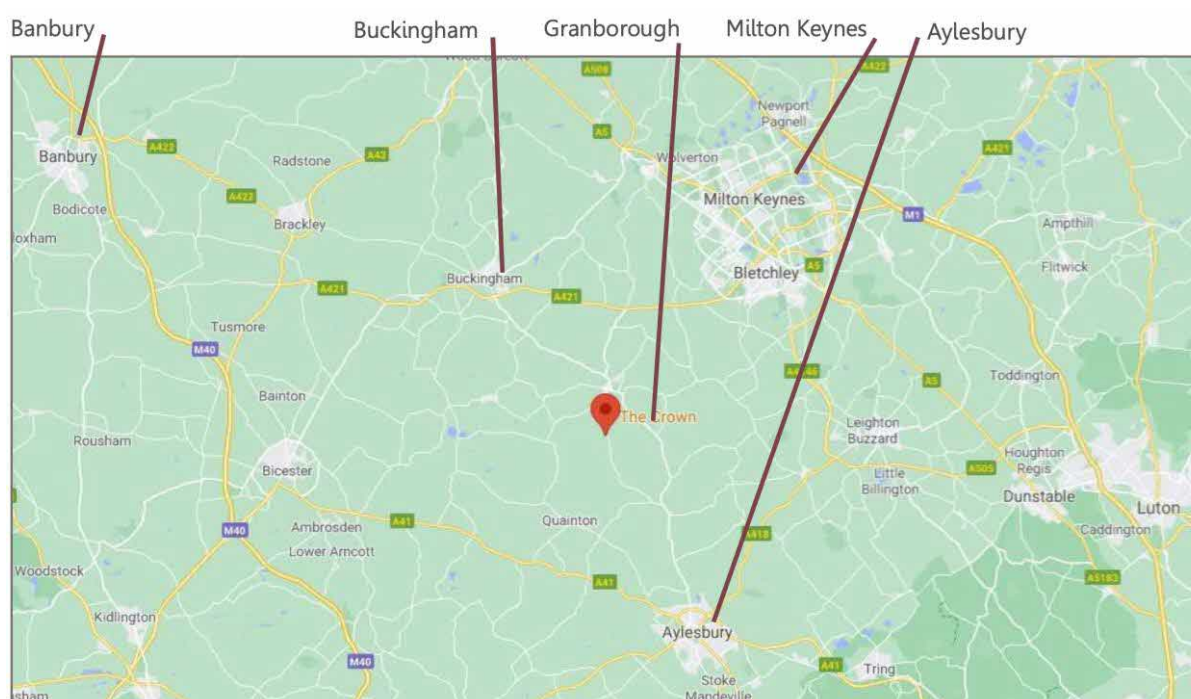 Banbury
Buckingham
Granborough
Milton Keynes
Aylesbury
A508
A422
Newport
Pagnell
A5
A422
A43
Wolverton
A421
Banbury
Radstone
Milton Keynes
Bodicote
A422
Brackley
M1
Ampthill
Bletchley
A5
Flitwick
Buckingham
A421
A421
Tusmore
M40
A5
Toddington
Bainton
The Crown
Leighton
Buzzard
Rousham
Houghton
Regis
Bicester
A505
Little
Billington
Dunstable
Luton
Quainton
A41
M40
Ambrosden
A418
Caddington
Lower Arncott
Woodstock
A41
A5183
Kidlington
Aylesbury
M40
A41
Tring
Stoke
Mandeville